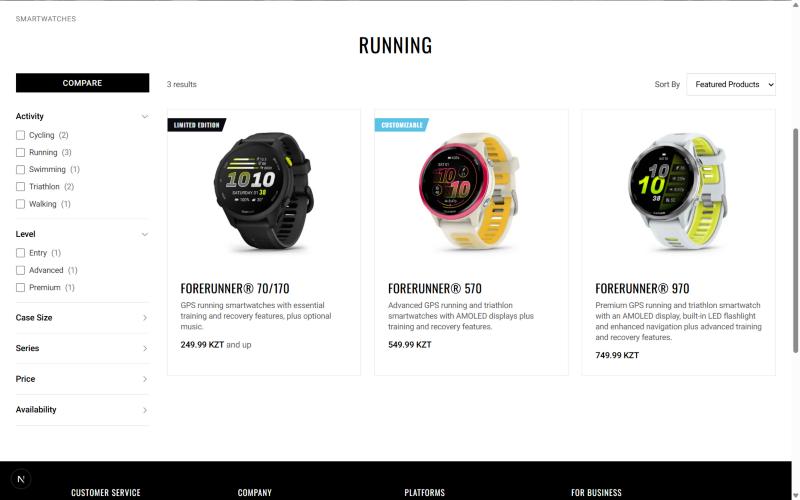 SMARTWATCHES
RUNNING
COMPARE
3 results
Sort By
Featured Products
Activity
Cycling (2)
Running (3)
Swimming (1)
Triathlon (2)
Walking (1)
Level
Entry (1)
Advanced (1)
Premium (1)
Case Size
Series
Price
Availability
LIMITED EDITION
FORERUNNER® 70/170
GPS running smartwatches with essential
training and recovery features, plus optional
music.
249.99 KZT and up
CUSTOMIZABLE
FORERUNNER® 570
Advanced GPS running and triathlon
smartwatches with AMOLED displays plus
training and recovery features.
549.99 KZT
FORERUNNER® 970
Premium GPS running and triathlon smartwatch
with an AMOLED display, built-in LED flashlight
and enhanced navigation plus advanced training
and recovery features.
749.99 KZT
N
CUSTOMER SERVICE
COMPANY
PLATFORMS
FOR BUSINESS